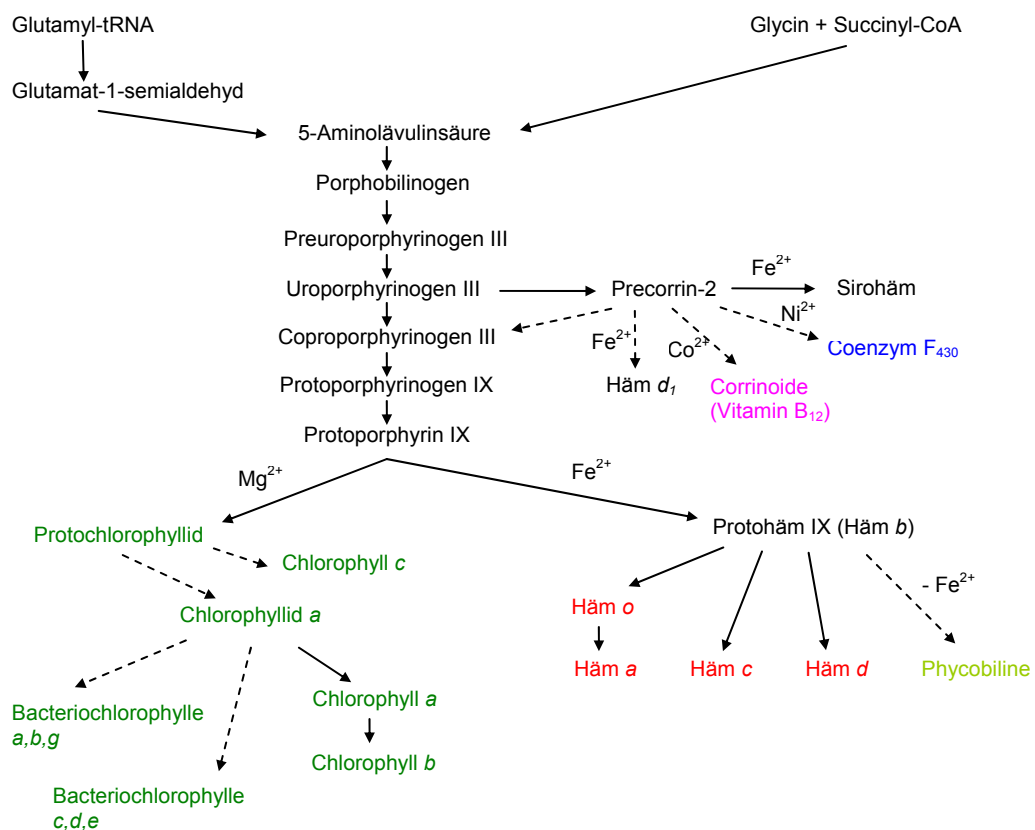 Glutamyl-tRNA
Glycin + Succinyl-CoA
Glutamat-1-semialdehyd
5-Aminolävulinsäure
Porphobilinogen
Preuroporphyrinogen III
Uroporphyrinogen III
Precorrin-2
Fe²⁺
Sirohäm
Ni²⁺
Coproporphyrinogen III
Fe²⁺
Co²⁺
Coenzym F₄₃₀
Protoporphyrinogen IX
Häm d₁
Corrinoide
(Vitamin B₁₂)
Protoporphyrin IX
Mg²⁺
Fe²⁺
Protochlorophyllid
Protohäm IX (Häm b)
Chlorophyll c
- Fe²⁺
Chlorophyllid a
Häm o
Häm a
Häm c
Häm d
Phycobiline
Chlorophyll a
Bacteriochlorophylle
a,b,g
Chlorophyll b
Bacteriochlorophylle
c,d,e